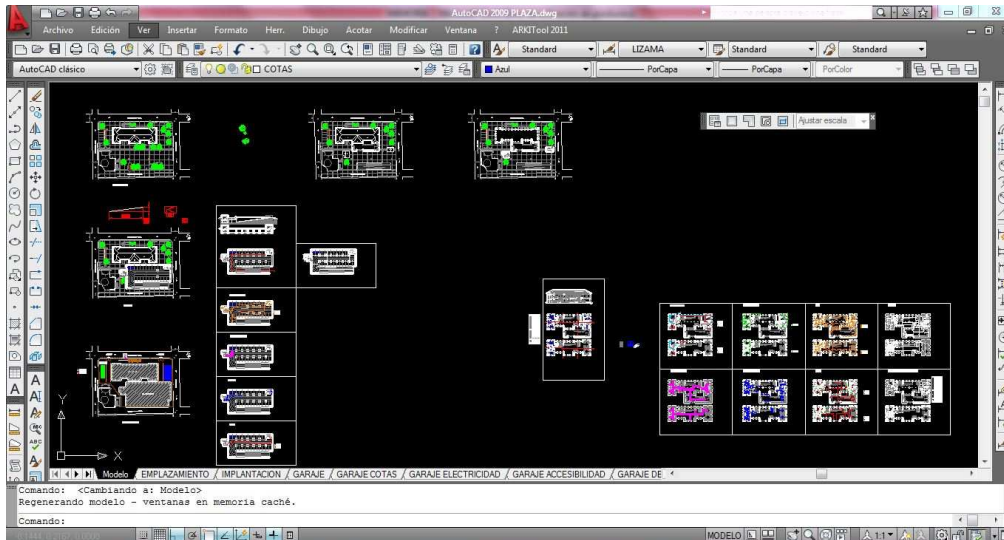 AutoCAD 2009 PLAZA.dwg
Archivo Edición Ver Insertar Formato Herr. Dibujo Acotar Modificar Ventana ? ARKITool 2011
Standard LIZAMA Standard Standard
AutoCAD clásico COTAS Azul PorCapa PorCapa PorColor
Ajustar escala
Y
X
Modelo EMPLAZAMIENTO IMPLANTACION GARAJE GARAJE COTAS GARAJE ELECTRICIDAD GARAJE ACCESIBILIDAD GARAJE DE
Comando: <Cambiando a: Modelo>
Regenerando modelo - ventanas en memoria caché.
Comando:
MODELO 1:1